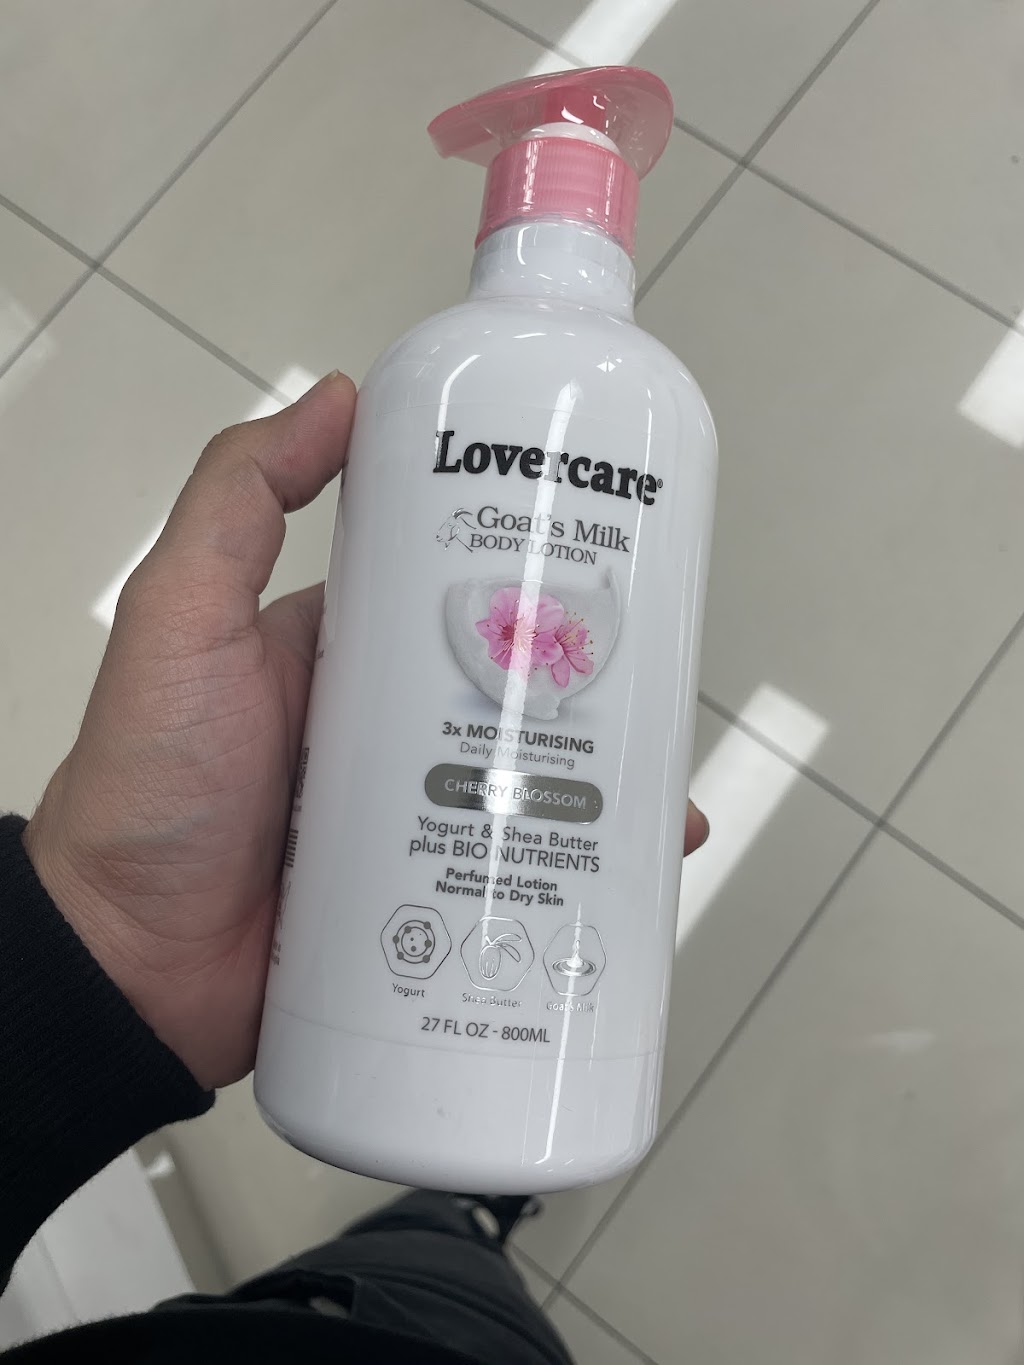 Lovercare®
Goat's Milk
BODY LOTION
3x MOISTURISING
Daily Moisturising
CHERRY BLOSSOM
Yogurt & Shea Butter
plus BIO NUTRIENTS
Perfumed Lotion
Normal to Dry Skin
Yogurt
Shea Butter
Goat's Milk
27 FL OZ - 800ML